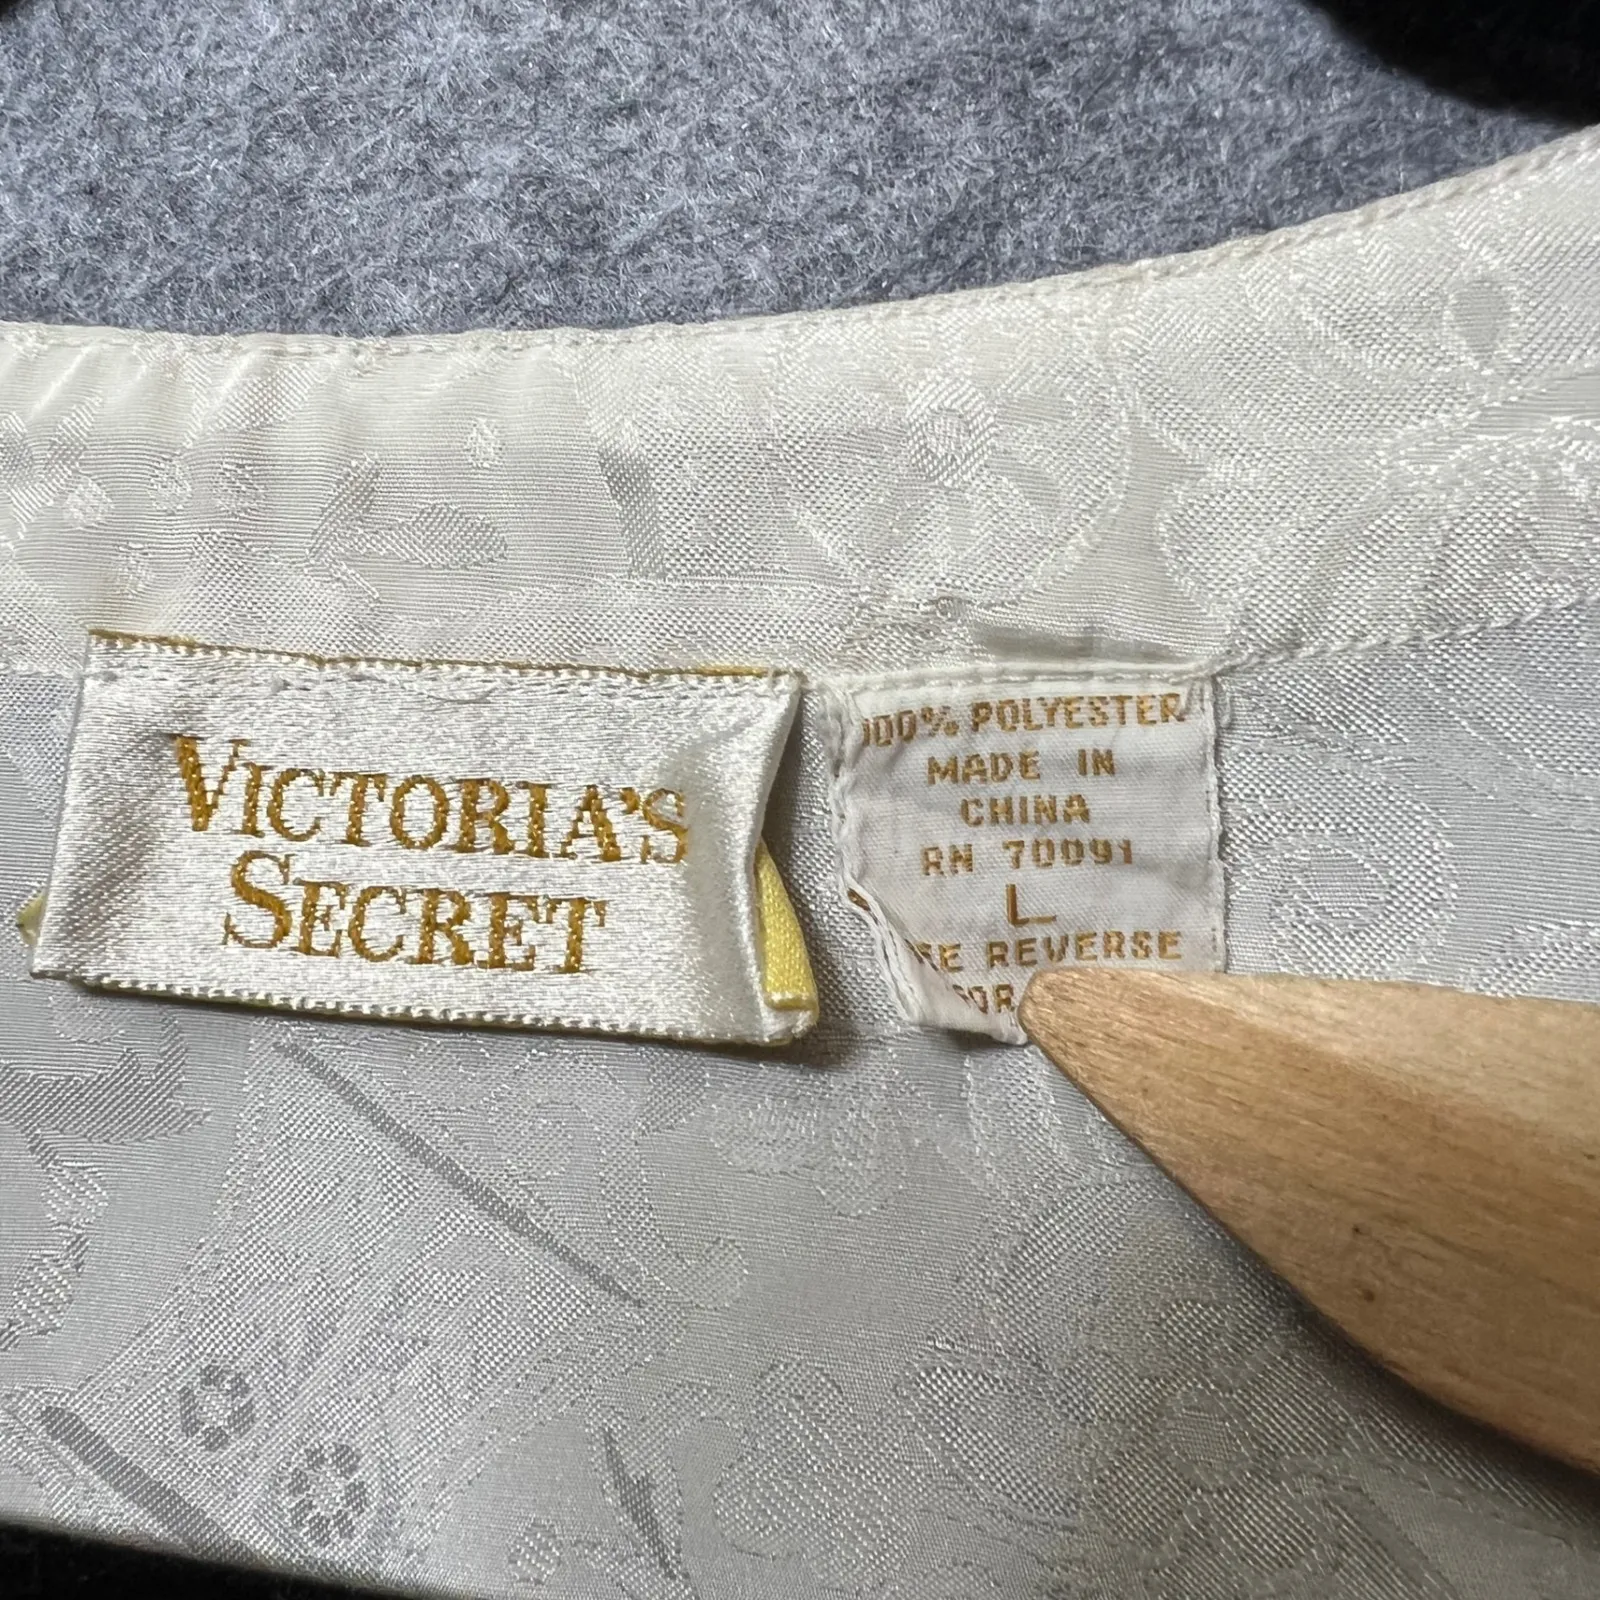 VICTORIA'S
SECRET
100% POLYESTER
MADE IN
CHINA
RN 70091
L
REVERSE